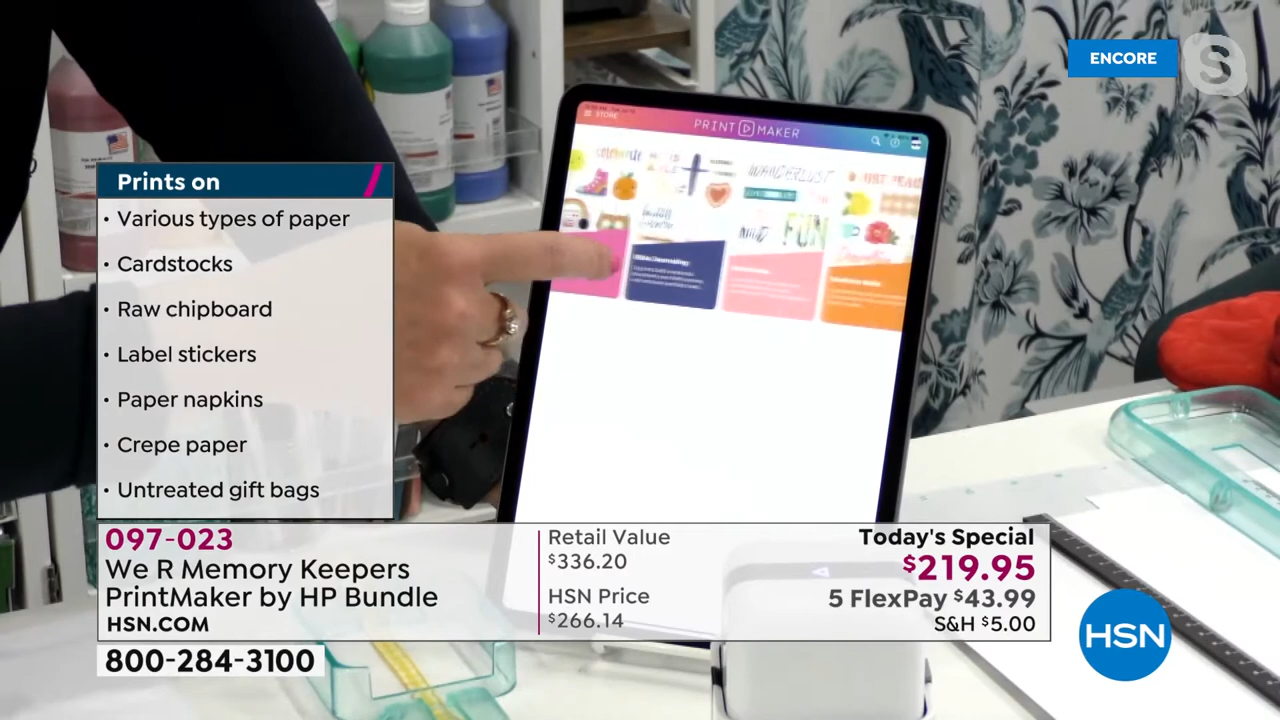 ENCORE
S
STORE
PRINT MAKER
WANDERLUST
FUN
Prints on
· Various types of paper
· Cardstocks
· Raw chipboard
· Label stickers
· Paper napkins
· Crepe paper
· Untreated gift bags
097-023
We R Memory Keepers
PrintMaker by HP Bundle
HSN.COM
Retail Value
$336.20
HSN Price
$266.14
Today's Special
$219.95
5 FlexPay $43.99
S&H $5.00
HSN
800-284-3100